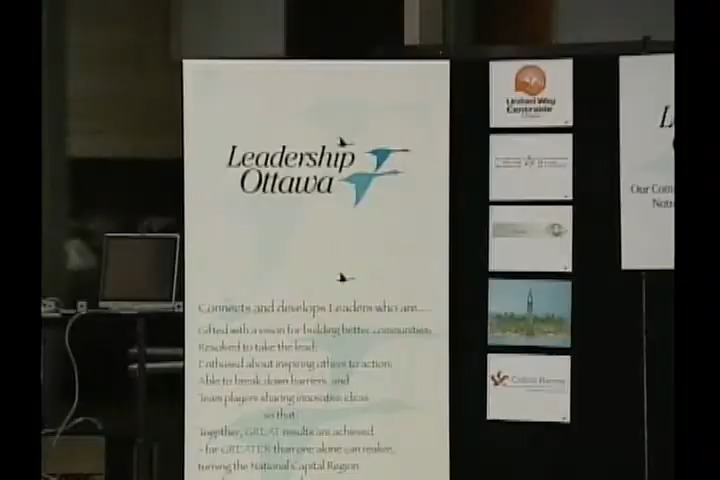 Leadership
Ottawa
Connects and develops Leaders who are....
Gifted with a vision for building better communities;
Resolved to take the lead;
Enthused about inspiring others to action;
Able to break down barriers; and
Team players sharing innovative ideas
so that
Together, GREAT results are achieved
- far GREATER than one alone can realize,
turning the National Capital Region
United Way
Centraide
L
Our Com
Notr